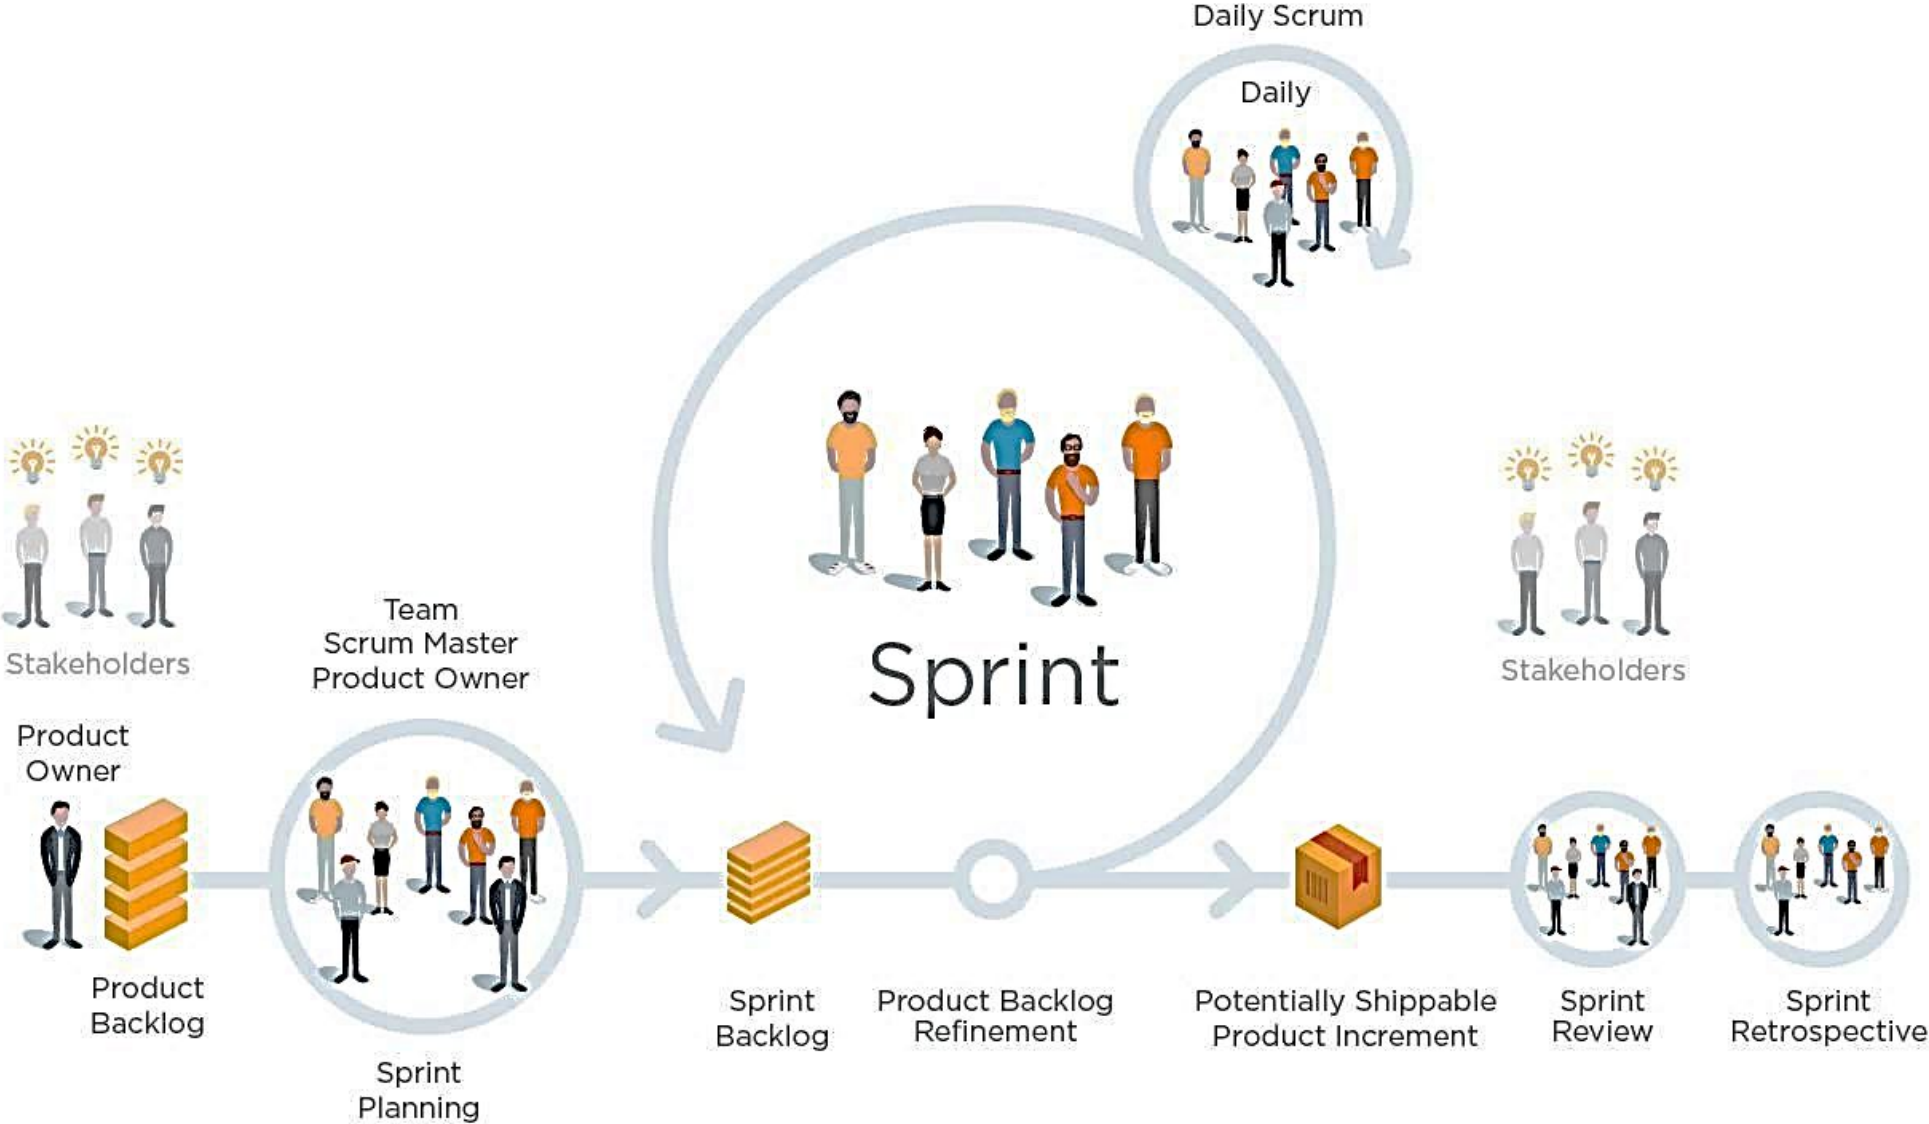 Daily Scrum
Daily
Sprint
Stakeholders
Team
Scrum Master
Product Owner
Stakeholders
Product
Owner
Product
Backlog
Sprint
Planning
Sprint
Backlog
Product Backlog
Refinement
Potentially Shippable
Product Increment
Sprint
Review
Sprint
Retrospective